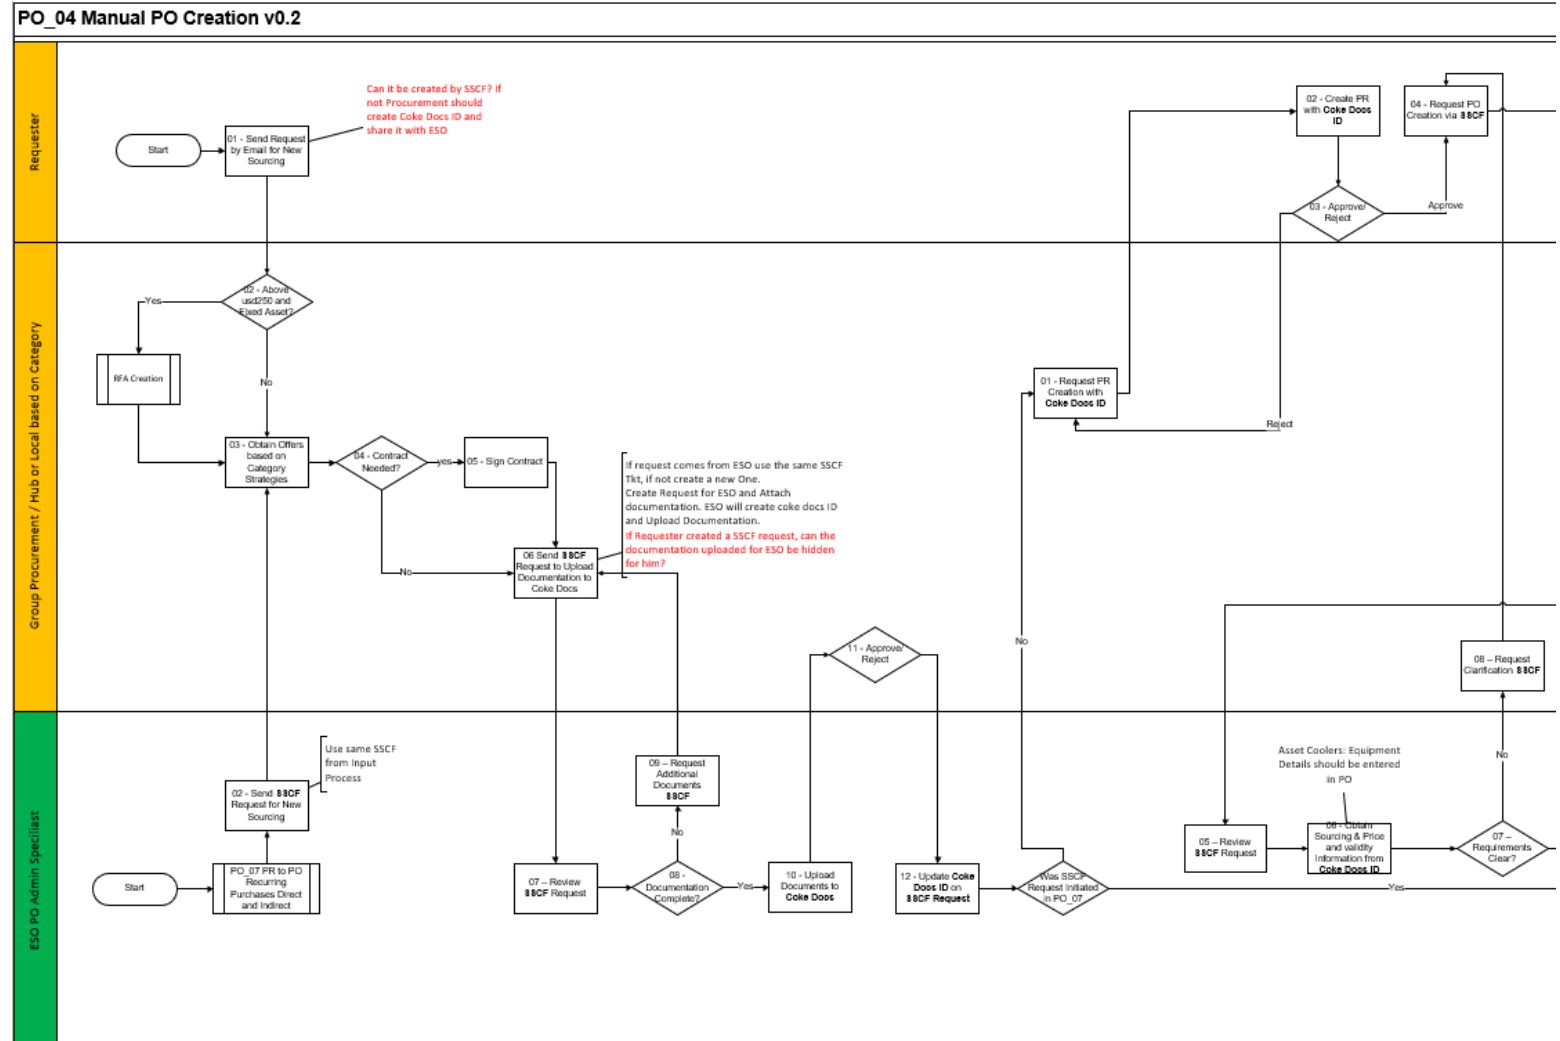 PO_04 Manual PO Creation v0.2
Requester
Start
01 - Send Request
by Email for New
Sourcing
Can it be created by SSCF? If
not Procurement should
create Coke Docs ID and
share it with ESO
02 - Create PR
with Coke Docs
ID
04 - Request PO
Creation via SSCF
03 - Approve/
Reject
Approve
Group Procurement / Hub or Local based on Category
02 - Above
usd250 and
Fixed Asset?
Yes
No
RFA Creation
03 - Obtain Offers
based on
Category
Strategies
04 - Contract
Needed?
yes
05 - Sign Contract
No
If request comes from ESO use the same SSCF
Tkt, if not create a new One.
Create Request for ESO and Attach
documentation. ESO will create coke docs ID
and Upload Documentation.
If Requester created a SSCF request, can the
documentation uploaded for ESO be hidden
for him?
06 Send SSCF
Request to Upload
Documentation to
Coke Docs
11 - Approve/
Reject
01 - Request PR
Creation with
Coke Docs ID
Reject
No
08 – Request
Clarification SSCF
ESO PO Admin Speciliast
Use same SSCF
from Input
Process
02 - Send SSCF
Request for New
Sourcing
Start
PO_07 PR to PO
Recurring
Purchases Direct
and Indirect
09 – Request
Additional
Documents
SSCF
No
07 – Review
SSCF Request
08 -
Documentation
Complete?
Yes
10 - Upload
Documents to
Coke Docs
12 - Update Coke
Docs ID on
SSCF Request
Was SSCF
Request Initiated
in PO_07
Yes
Asset Coolers: Equipment
Details should be entered
in PO
05 – Review
SSCF Request
06 - Obtain
Sourcing & Price
and validity
Information from
Coke Docs ID
No
07 –
Requirements
Clear?